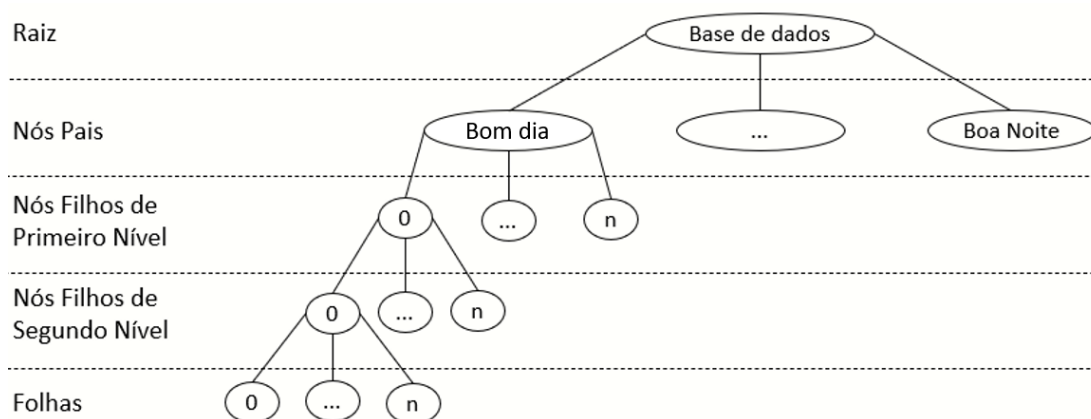 Raiz
Base de dados
Nós Pais
Bom dia
...
Boa Noite
Nós Filhos de
Primeiro Nível
0
...
n
Nós Filhos de
Segundo Nível
0
...
n
Folhas
0
...
n